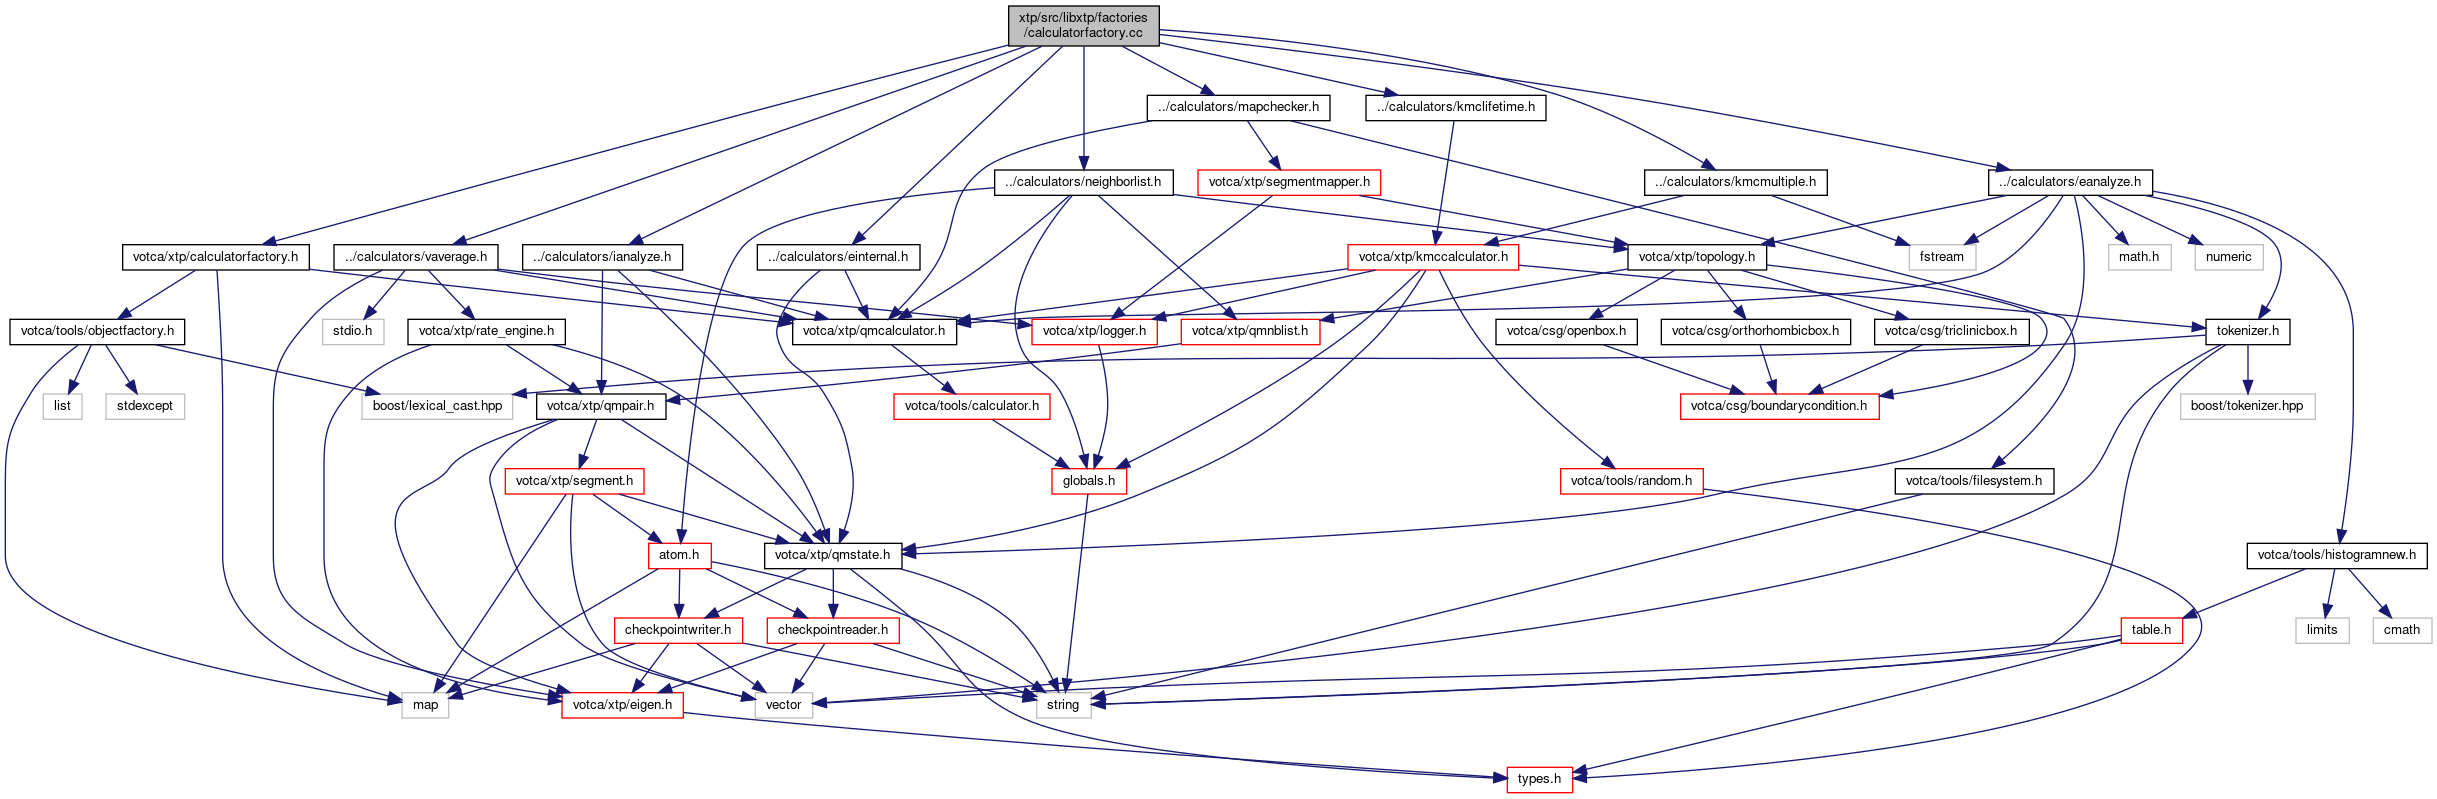 xtp/src/libxtp/factories
/calculatorfactory.cc
../calculators/mapchecker.h
../calculators/kmclifetime.h
../calculators/neighborlist.h
votca/xtp/segmentmapper.h
../calculators/kmcmultiple.h
../calculators/eanalyze.h
votca/xtp/calculatorfactory.h
../calculators/vaverage.h
../calculators/ianalyze.h
../calculators/einternal.h
votca/xtp/kmccalculator.h
votca/xtp/topology.h
fstream
math.h
numeric
votca/tools/objectfactory.h
stdio.h
votca/xtp/rate_engine.h
votca/xtp/qmcalculator.h
votca/xtp/logger.h
votca/xtp/qmnblist.h
votca/csg/openbox.h
votca/csg/orthorhombicbox.h
votca/csg/triclinicbox.h
tokenizer.h
list
stdexcept
boost/lexical_cast.hpp
votca/xtp/qmpair.h
votca/tools/calculator.h
votca/csg/boundarycondition.h
boost/tokenizer.hpp
votca/xtp/segment.h
globals.h
votca/tools/random.h
votca/tools/filesystem.h
atom.h
votca/xtp/qmstate.h
votca/tools/histogramnew.h
checkpointwriter.h
checkpointreader.h
table.h
limits
cmath
map
votca/xtp/eigen.h
vector
string
types.h